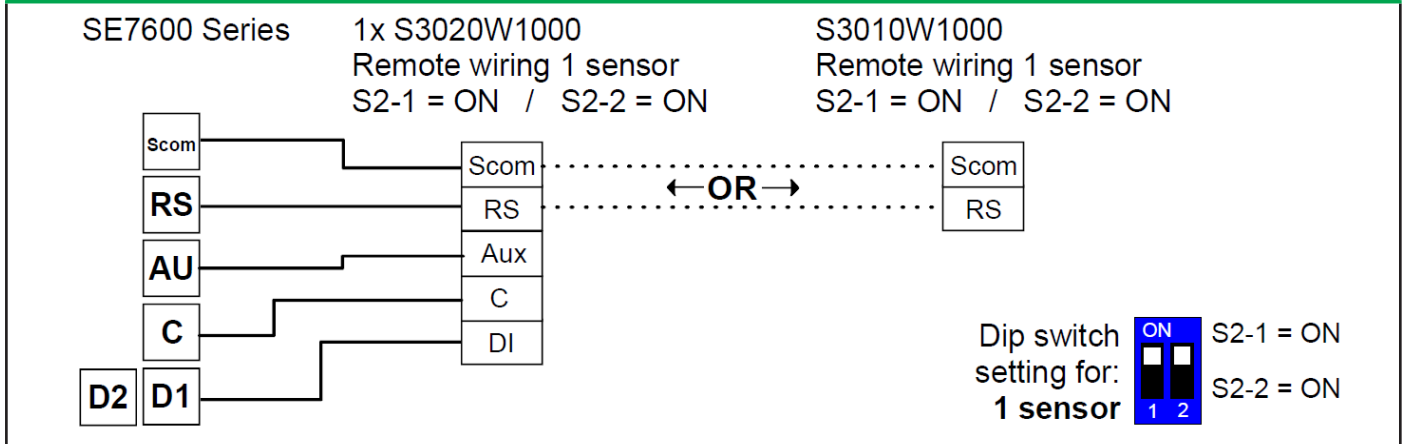 SE7600 Series
1x S3020W1000
Remote wiring 1 sensor
S2-1 = ON / S2-2 = ON
S3010W1000
Remote wiring 1 sensor
S2-1 = ON / S2-2 = ON
Scom
RS
AU
C
D2 D1
Scom
RS
Aux
C
DI
OR
Scom
RS
Dip switch
setting for:
1 sensor
ON
1 2
S2-1 = ON
S2-2 = ON